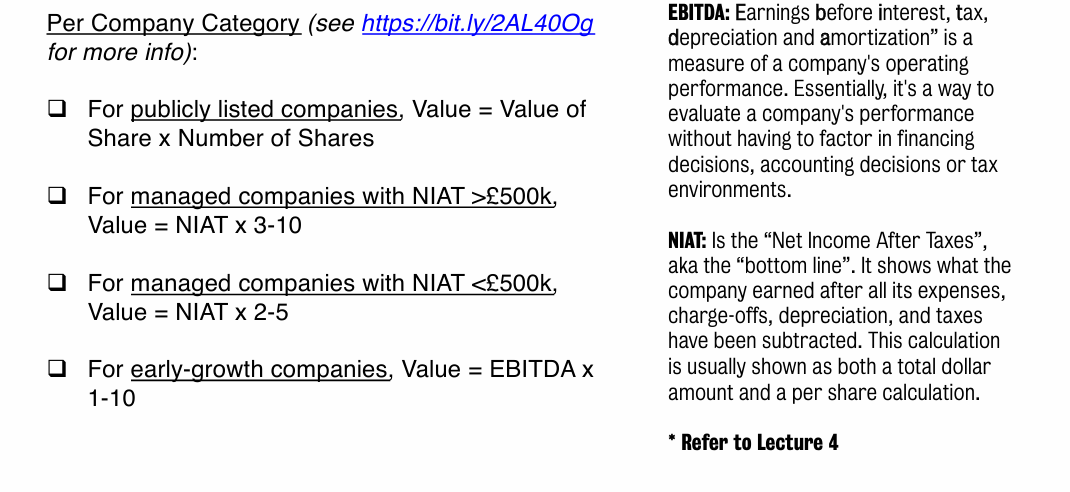 Per Company Category (see https://bit.ly/2AL40Og
for more info):
❑ For publicly listed companies, Value = Value of
Share x Number of Shares
❑ For managed companies with NIAT >£500k,
Value = NIAT x 3-10
❑ For managed companies with NIAT <£500k,
Value = NIAT x 2-5
❑ For early-growth companies, Value = EBITDA x
1-10
EBITDA: Earnings before interest, tax,
depreciation and amortization” is a
measure of a company's operating
performance. Essentially, it's a way to
evaluate a company's performance
without having to factor in financing
decisions, accounting decisions or tax
environments.
NIAT: Is the “Net Income After Taxes”,
aka the “bottom line”. It shows what the
company earned after all its expenses,
charge-offs, depreciation, and taxes
have been subtracted. This calculation
is usually shown as both a total dollar
amount and a per share calculation.
* Refer to Lecture 4